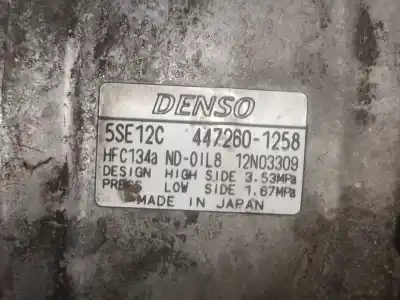 DENSO
5SE12C 447260-1258
HFC134a ND-OIL8 12N03309
DESIGN HIGH SIDE 3.53MPa
PRESS LOW SIDE 1.67MPa
MADE IN JAPAN